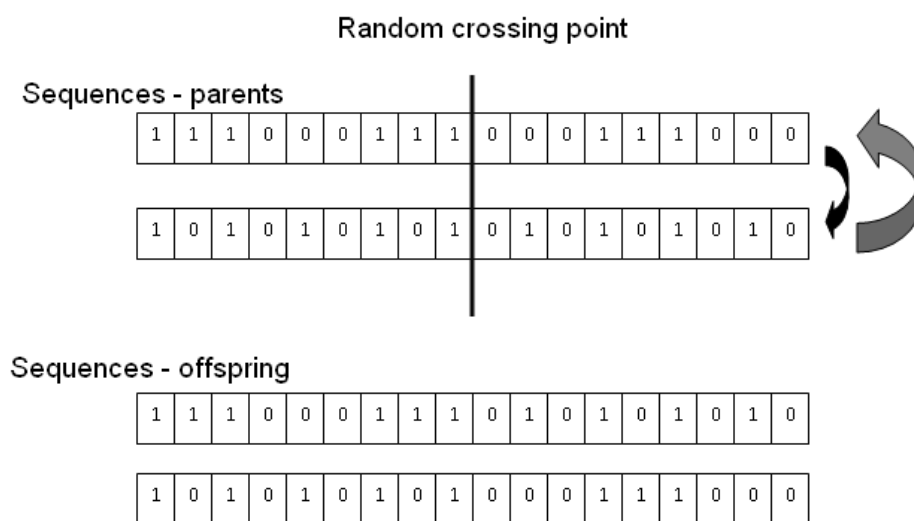 Random crossing point
Sequences - parents
1 1 1 0 0 0 1 1 1 0 0 0 1 1 1 0 0 0
1 0 1 0 1 0 1 0 1 0 1 0 1 0 1 0 1 0
Sequences - offspring
1 1 1 0 0 0 1 1 1 0 1 0 1 0 1 0 1 0
1 0 1 0 1 0 1 0 1 0 0 0 1 1 1 0 0 0